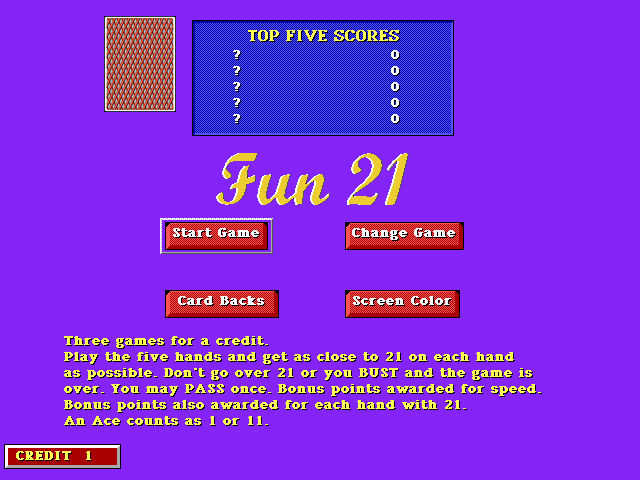 TOP FIVE SCORES
? 0
? 0
? 0
? 0
? 0
Fun 21
Start Game
Change Game
Card Backs
Screen Color
Three games for a credit.
Play the five hands and get as close to 21 on each hand
as possible. Don't go over 21 or you BUST and the game is
over. You may PASS once. Bonus points awarded for speed.
Bonus points also awarded for each hand with 21.
An Ace counts as 1 or 11.
CREDIT 1